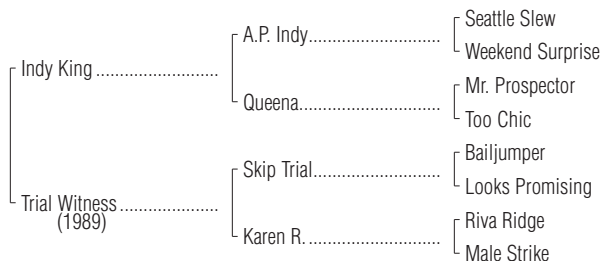 Seattle Slew
A.P. Indy..............................
Weekend Surprise
Indy King ..........................
Mr. Prospector
Queena................................
Too Chic
Bailjumper
Skip Trial.............................
Looks Promising
Trial Witness .....................
(1989)
Riva Ridge
Karen R. ..............................
Male Strike